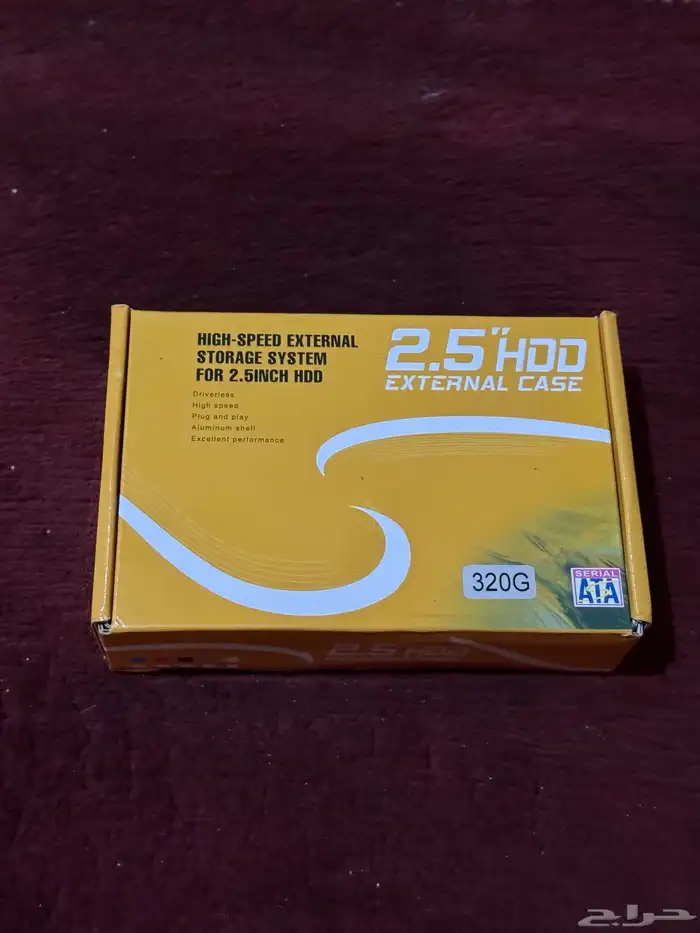 HIGH-SPEED EXTERNAL
STORAGE SYSTEM
FOR 2.5INCH HDD
Driverless
High speed
Plug and play
Aluminum shell
Excellent performance
2.5"HDD
EXTERNAL CASE
320G
SERIAL
ATA
2.5"HDD
حراج